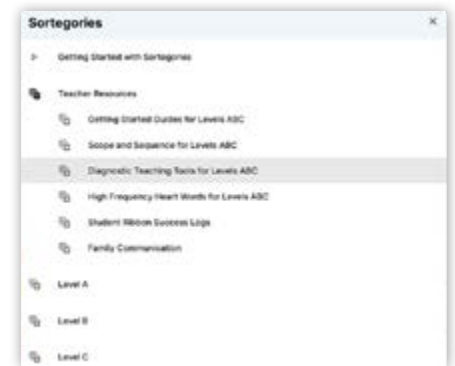 Sortegories
Getting Started with Sortegories
Teacher Resources
Getting Started Guides for Levels ABC
Scope and Sequence for Levels ABC
Diagnostic Teaching Tools for Levels ABC
High Frequency Heart Words for Levels ABC
Student Ribbon Success Logs
Family Communication
Level A
Level B
Level C